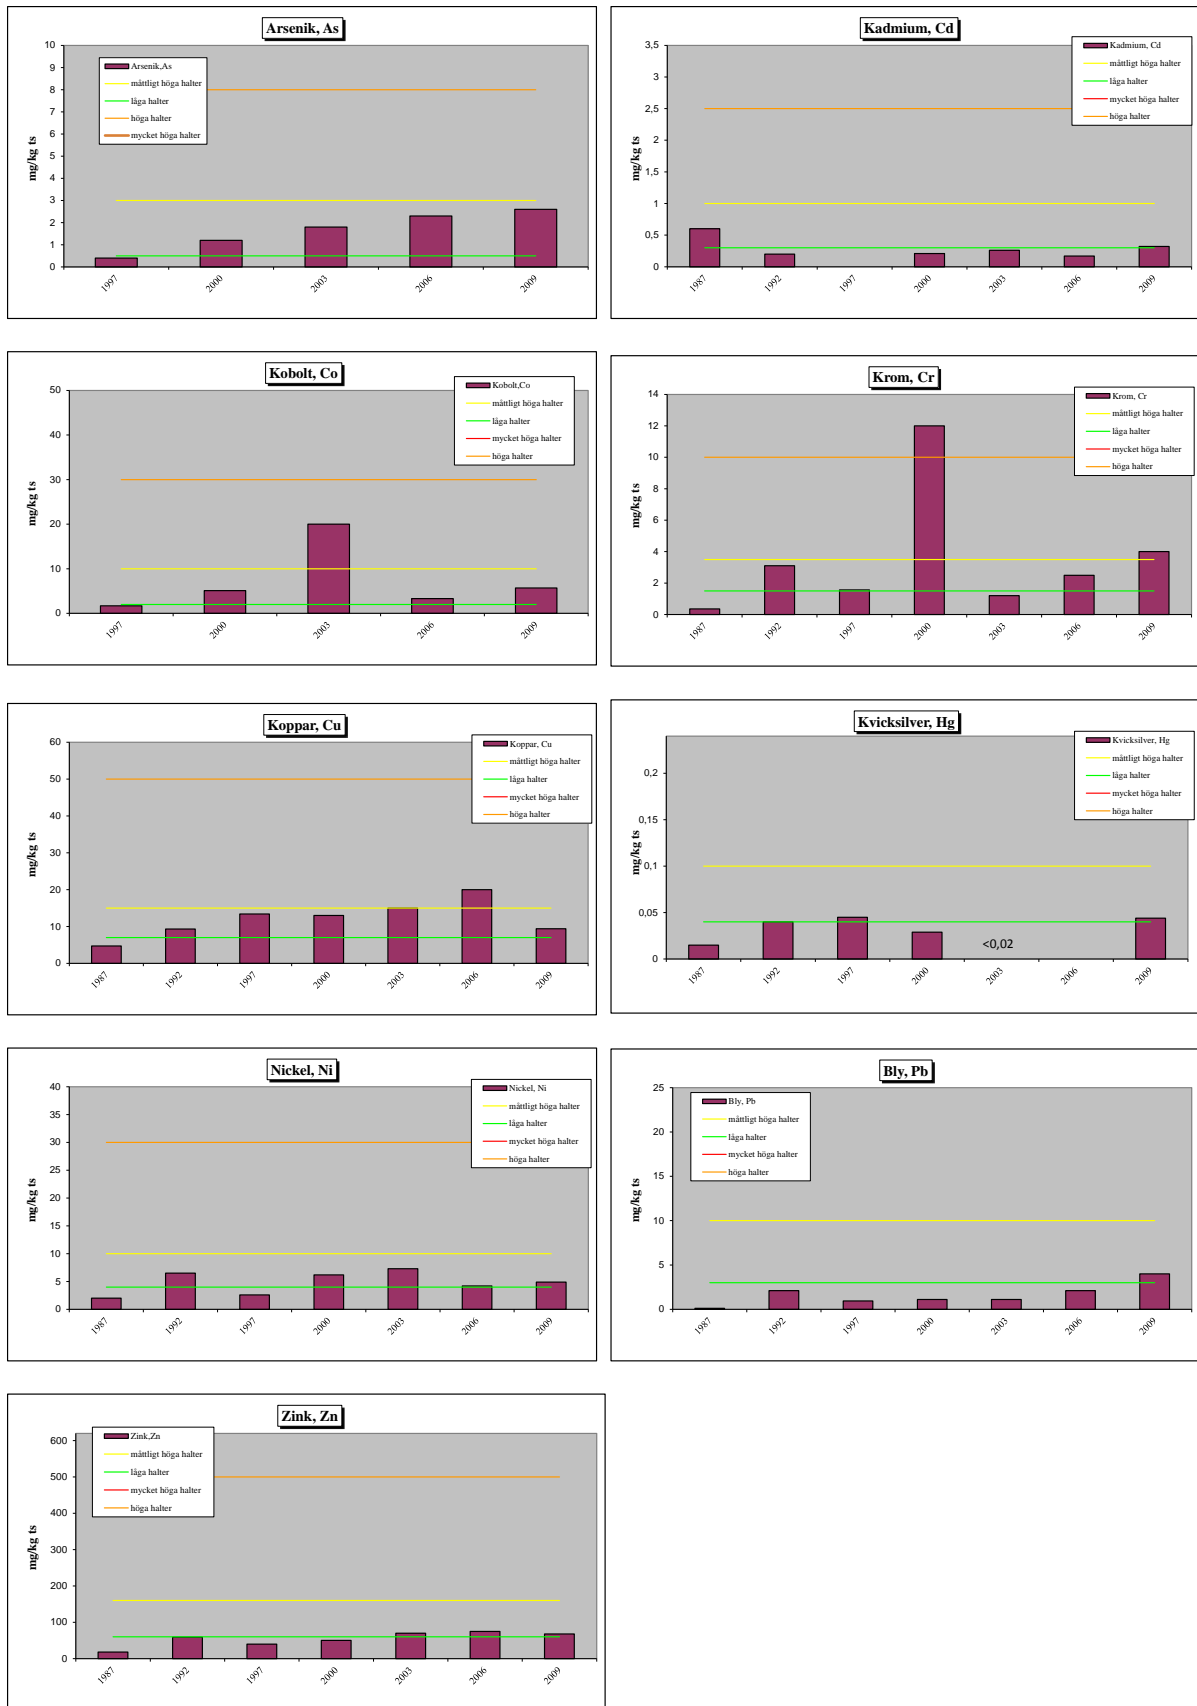 Arsenik, As
mg/kg ts
10
9
8
7
6
5
4
3
2
1
0
Arsenik,As
måttligt höga halter
låga halter
höga halter
mycket höga halter
1997
2000
2003
2006
2009
Kadmium, Cd
mg/kg ts
3,5
3
2,5
2
1,5
1
0,5
0
Kadmium, Cd
måttligt höga halter
låga halter
mycket höga halter
höga halter
1987
1992
1997
2000
2003
2006
2009
Kobolt, Co
mg/kg ts
50
40
30
20
10
0
Kobolt,Co
måttligt höga halter
låga halter
mycket höga halter
höga halter
1997
2000
2003
2006
2009
Krom, Cr
mg/kg ts
14
12
10
8
6
4
2
0
Krom, Cr
måttligt höga halter
låga halter
mycket höga halter
höga halter
1987
1992
1997
2000
2003
2006
2009
Koppar, Cu
mg/kg ts
60
50
40
30
20
10
0
Koppar, Cu
måttligt höga halter
låga halter
mycket höga halter
höga halter
1987
1992
1997
2000
2003
2006
2009
Kvicksilver, Hg
mg/kg ts
0,2
0,15
0,1
0,05
0
Kvicksilver, Hg
måttligt höga halter
låga halter
mycket höga halter
höga halter
<0,02
1987
1992
1997
2000
2003
2006
2009
Nickel, Ni
mg/kg ts
40
35
30
25
20
15
10
5
0
Nickel, Ni
måttligt höga halter
låga halter
mycket höga halter
höga halter
1987
1992
1997
2000
2003
2006
2009
Bly, Pb
mg/kg ts
25
20
15
10
5
0
Bly, Pb
måttligt höga halter
låga halter
mycket höga halter
höga halter
1987
1992
1997
2000
2003
2006
2009
Zink, Zn
mg/kg ts
600
500
400
300
200
100
0
Zink,Zn
måttligt höga halter
låga halter
mycket höga halter
höga halter
1987
1992
1997
2000
2003
2006
2009